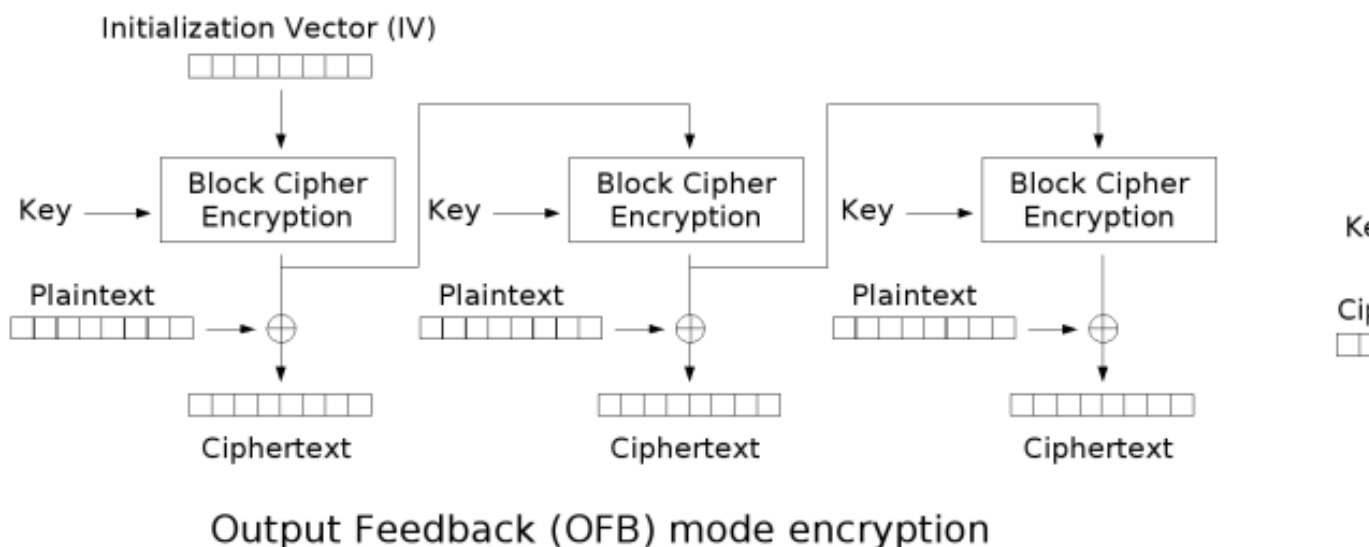 Initialization Vector (IV)
Block Cipher
Encryption
Block Cipher
Encryption
Block Cipher
Encryption
Key
Key
Key
Plaintext
Plaintext
Plaintext
Ciphertext
Ciphertext
Ciphertext
Output Feedback (OFB) mode encryption